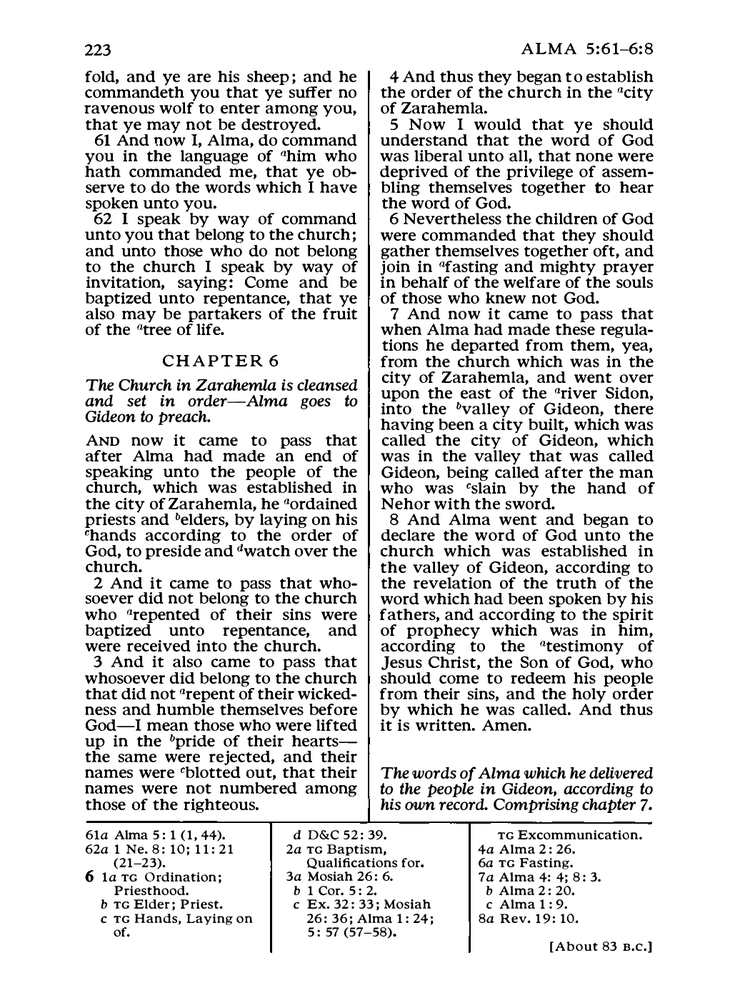 223
ALMA 5:61–6:8
fold, and ye are his sheep; and he
commandeth you that ye suffer no
ravenous wolf to enter among you,
that ye may not be destroyed.
61 And now I, Alma, do command
you in the language of ahim who
hath commanded me, that ye ob-
serve to do the words which I have
spoken unto you.
62 I speak by way of command
unto you that belong to the church;
and unto those who do not belong
to the church I speak by way of
invitation, saying: Come and be
baptized unto repentance, that ye
also may be partakers of the fruit
of the atree of life.
CHAPTER 6
The Church in Zarahemla is cleansed
and set in order—Alma goes to
Gideon to preach.
AND now it came to pass that
after Alma had made an end of
speaking unto the people of the
church, which was established in
the city of Zarahemla, he aordained
priests and belders, by laying on his
chands according to the order of
God, to preside and dwatch over the
church.
2 And it came to pass that who-
soever did not belong to the church
who arepented of their sins were
baptized unto repentance, and
were received into the church.
3 And it also came to pass that
whosoever did belong to the church
that did not arepent of their wicked-
ness and humble themselves before
God—I mean those who were lifted
up in the bpride of their hearts—
the same were rejected, and their
names were cblotted out, that their
names were not numbered among
those of the righteous.
4 And thus they began to establish
the order of the church in the acity
of Zarahemla.
5 Now I would that ye should
understand that the word of God
was liberal unto all, that none were
deprived of the privilege of assem-
bling themselves together to hear
the word of God.
6 Nevertheless the children of God
were commanded that they should
gather themselves together oft, and
join in afasting and mighty prayer
in behalf of the welfare of the souls
of those who knew not God.
7 And now it came to pass that
when Alma had made these regula-
tions he departed from them, yea,
from the church which was in the
city of Zarahemla, and went over
upon the east of the ariver Sidon,
into the bvalley of Gideon, there
having been a city built, which was
called the city of Gideon, which
was in the valley that was called
Gideon, being called after the man
who was cslain by the hand of
Nehor with the sword.
8 And Alma went and began to
declare the word of God unto the
church which was established in
the valley of Gideon, according to
the revelation of the truth of the
word which had been spoken by his
fathers, and according to the spirit
of prophecy which was in him,
according to the atestimony of
Jesus Christ, the Son of God, who
should come to redeem his people
from their sins, and the holy order
by which he was called. And thus
it is written. Amen.
The words of Alma which he delivered
to the people in Gideon, according to
his own record. Comprising chapter 7.
61a Alma 5: 1 (1, 44).
62a 1 Ne. 8: 10; 11: 21
(21–23).
6 1a TG Ordination;
Priesthood.
b TG Elder; Priest.
c TG Hands, Laying on
of.
d D&C 52: 39.
2a TG Baptism,
Qualifications for.
3a Mosiah 26: 6.
b 1 Cor. 5: 2.
c Ex. 32: 33; Mosiah
26: 36; Alma 1: 24;
5: 57 (57–58).
TG Excommunication.
4a Alma 2: 26.
6a TG Fasting.
7a Alma 4: 4; 8: 3.
b Alma 2: 20.
c Alma 1: 9.
8a Rev. 19: 10.
[About 83 B.C.]